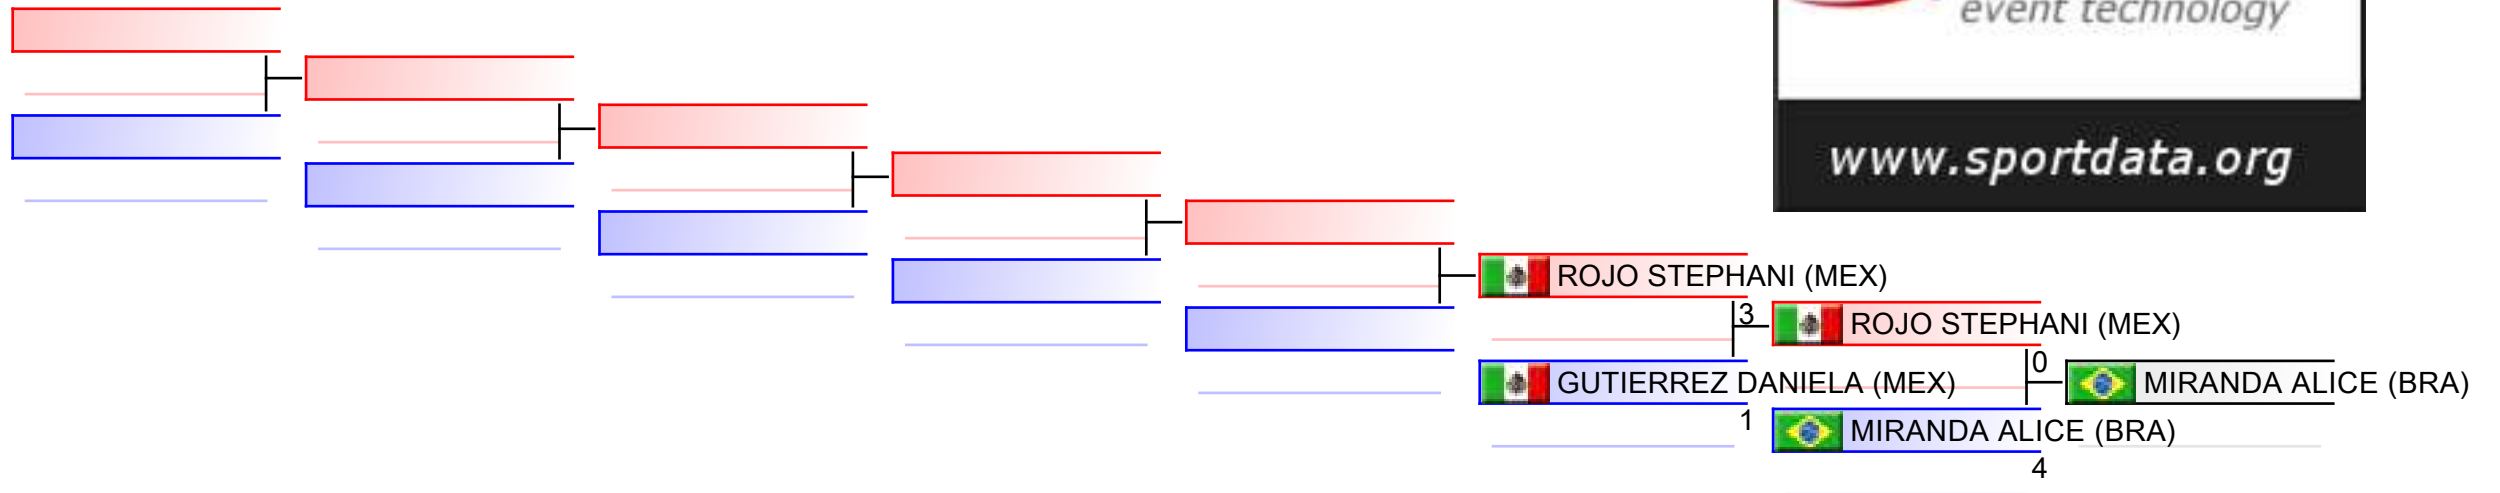 event technology
www.sportdata.org
ROJO STEPHANI (MEX)
3
ROJO STEPHANI (MEX)
0
GUTIERREZ DANIELA (MEX)
MIRANDA ALICE (BRA)
1
MIRANDA ALICE (BRA)
4